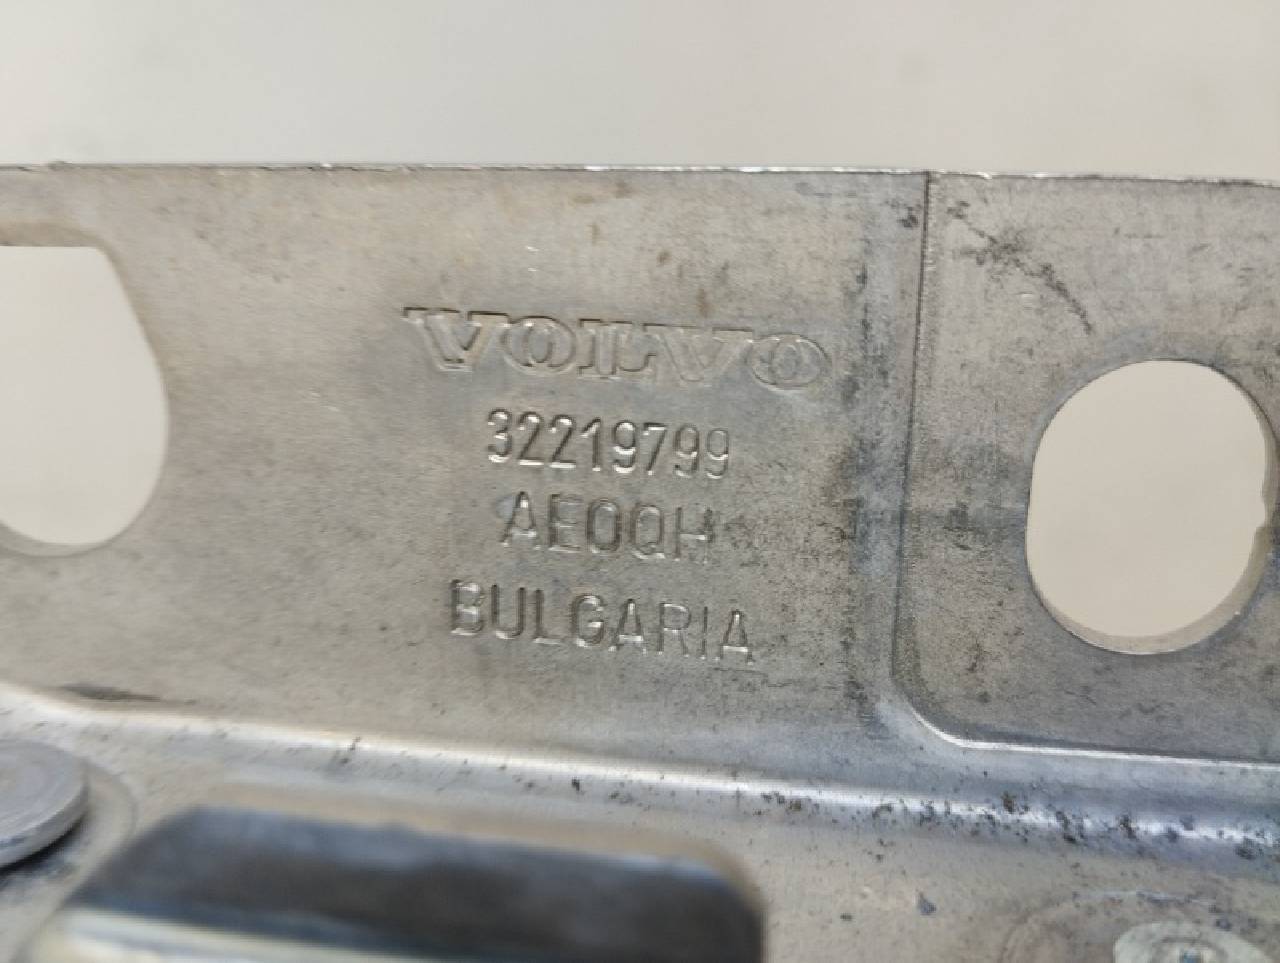 VOLVO
32219799
AE0QH
BULGARIA